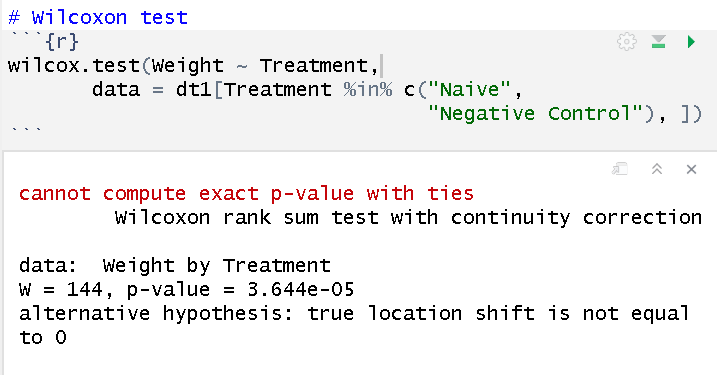 # Wilcoxon test
```{r}
wilcox.test(Weight ~ Treatment,
        data = dt1[Treatment %in% c("Naive",
                                    "Negative Control"), ])
```
cannot compute exact p-value with ties
        Wilcoxon rank sum test with continuity correction

data:  Weight by Treatment
W = 144, p-value = 3.644e-05
alternative hypothesis: true location shift is not equal
to 0